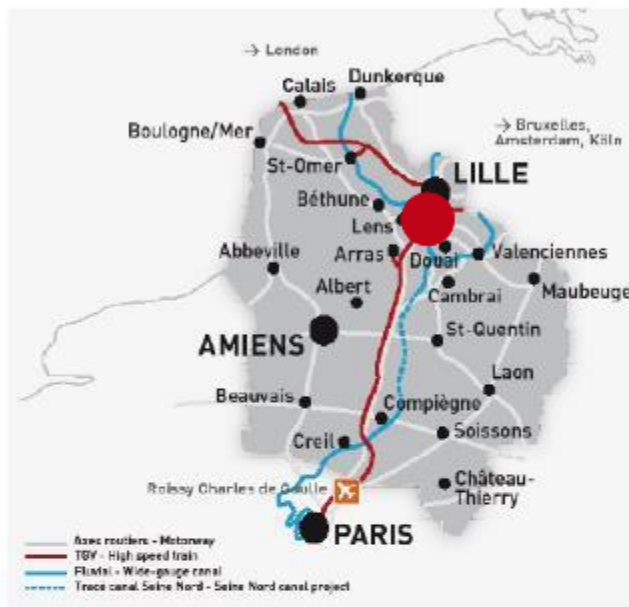 → London
Calais
Dunkerque
Boulogne/Mer
→ Bruxelles,
Amsterdam, Köln
St-Omer
LILLE
Béthune
Lens
Arras
Douai
Valenciennes
Abbeville
Albert
Cambrai
Maubeuge
AMIENS
St-Quentin
Laon
Beauvais
Compiègne
Creil
Soissons
Roissy Charles de Gaulle
Château-
Thierry
PARIS
Axes routiers - Motorway
TGV - High speed train
Fluvial - Wide-gauge canal
Tracé canal Seine Nord - Seine Nord canal project